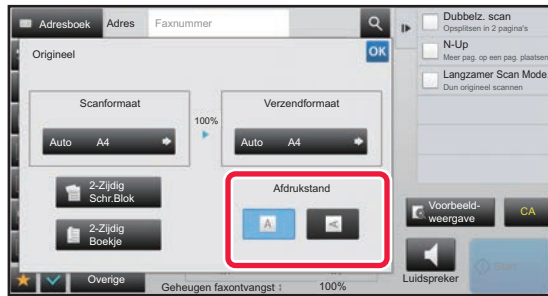 Adresboek
Adres
Faxnummer
Origineel
OK
Scanformaat
Auto A4
100%
Verzendformaat
Auto A4
2-Zijdig
Schr.Blok
2-Zijdig
Boekje
Afdrukstand
A
A
Overige
Geheugen faxontvangst :
100%
Dubbelz. scan
Opsplitsen in 2 pagina's
N-Up
Meer pag. op een pag. plaatsen
Langzamer Scan Mode
Dun origineel scannen
Voorbeeld-
weergave
CA
Luidspreker
Start